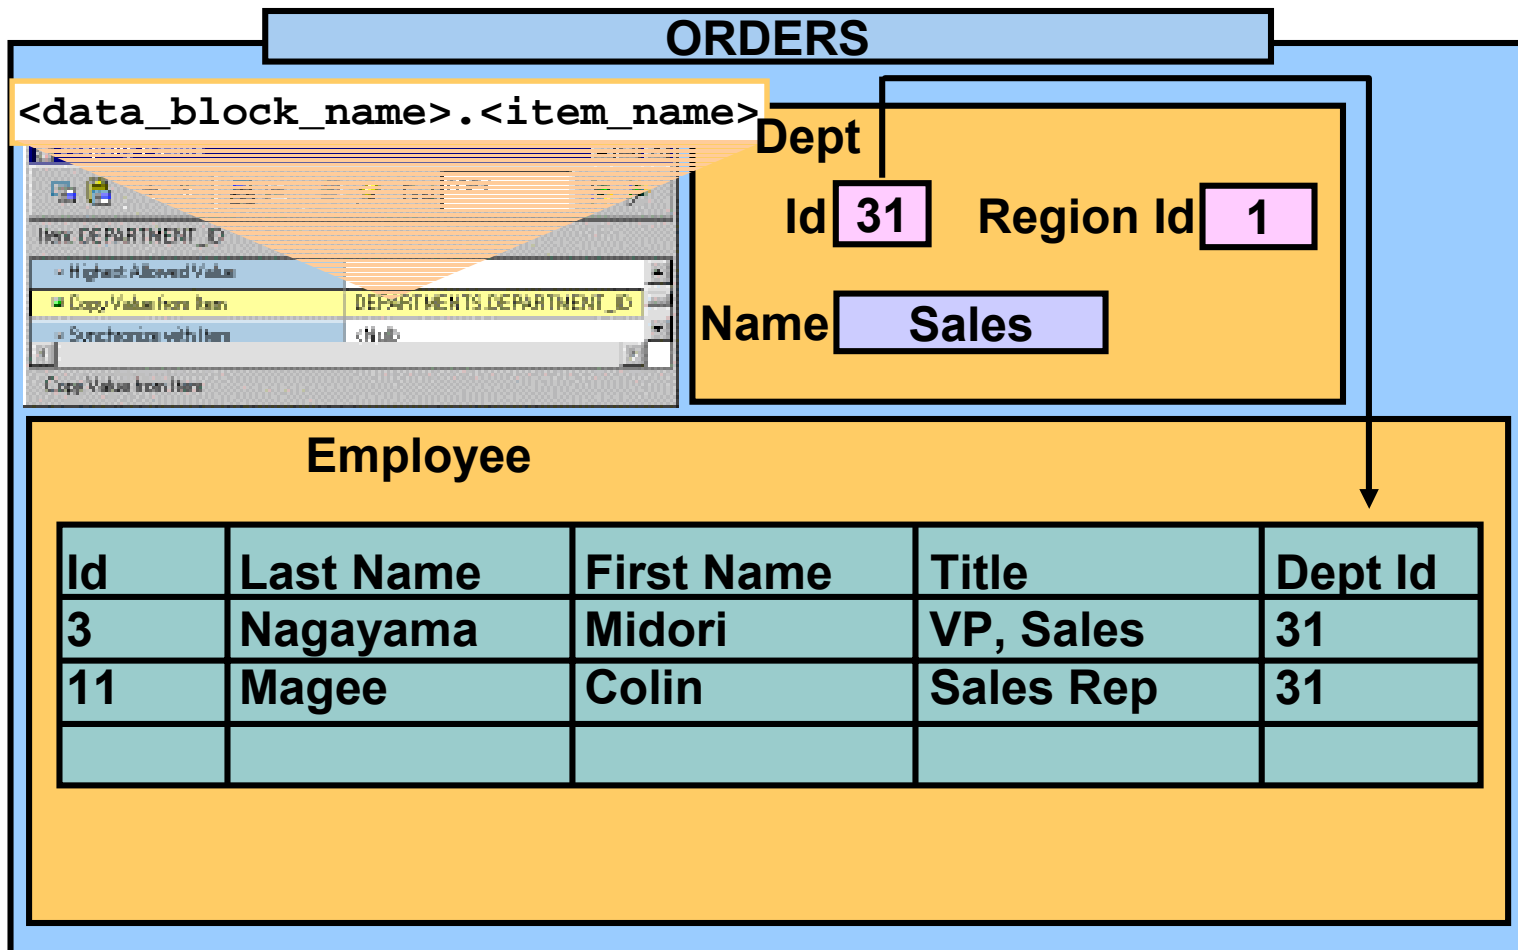 ORDERS
<data_block_name>.<item_name>
Dept
Id 31 Region Id 1
Name Sales
Item: DEPARTMENT_ID
Highest Allowed Value
Copy Value from Item DEPARTMENTS.DEPARTMENT_ID
Synchronize with Item <Null>
Copy Value from Item
Employee
Id Last Name First Name Title Dept Id
3 Nagayama Midori VP, Sales 31
11 Magee Colin Sales Rep 31